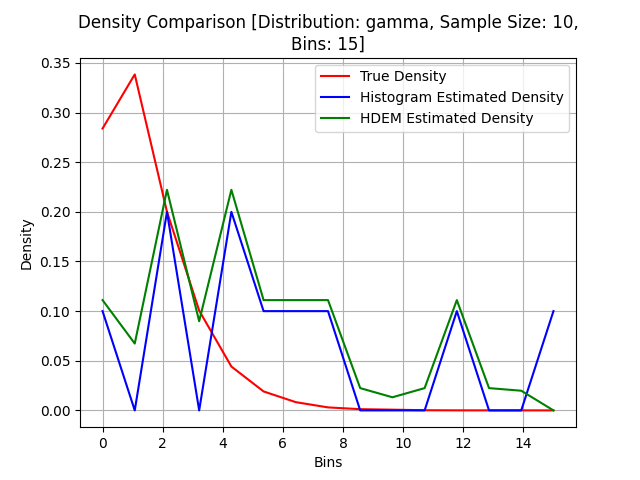 Density Comparison [Distribution: gamma, Sample Size: 10,
Bins: 15]
True Density
Histogram Estimated Density
HDEM Estimated Density
Density
0.35
0.30
0.25
0.20
0.15
0.10
0.05
0.00
0 2 4 6 8 10 12 14
Bins